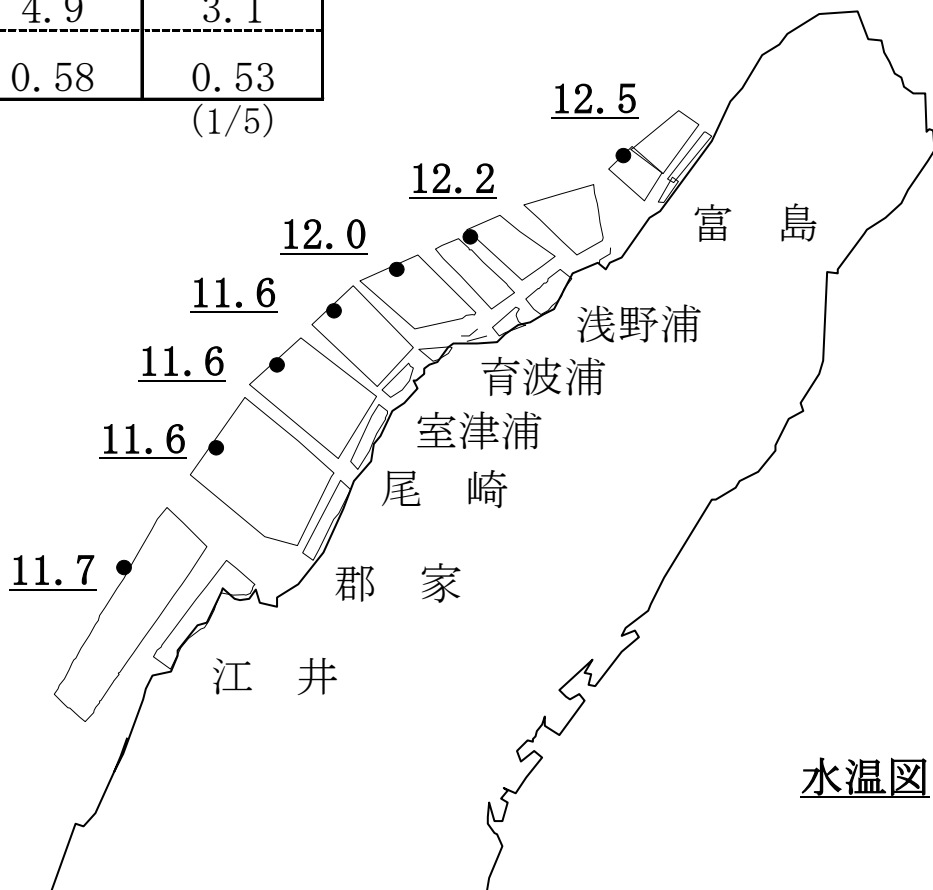 4.9 3.1
0.58 0.53
(1/5)
12.5
12.2
富 島
12.0
11.6
浅野浦
11.6
育波浦
室津浦
11.6
尾 崎
11.7
郡 家
江 井
水温図